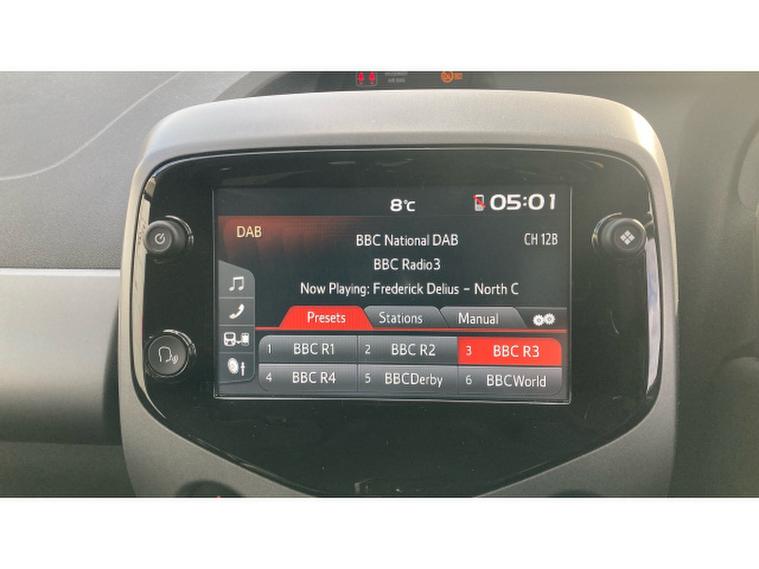 8°C 05:01
DAB
BBC National DAB CH 12B
BBC Radio3
Now Playing: Frederick Delius - North C
Presets Stations Manual
1 BBC R1 2 BBC R2 3 BBC R3
4 BBC R4 5 BBCDerby 6 BBCWorld